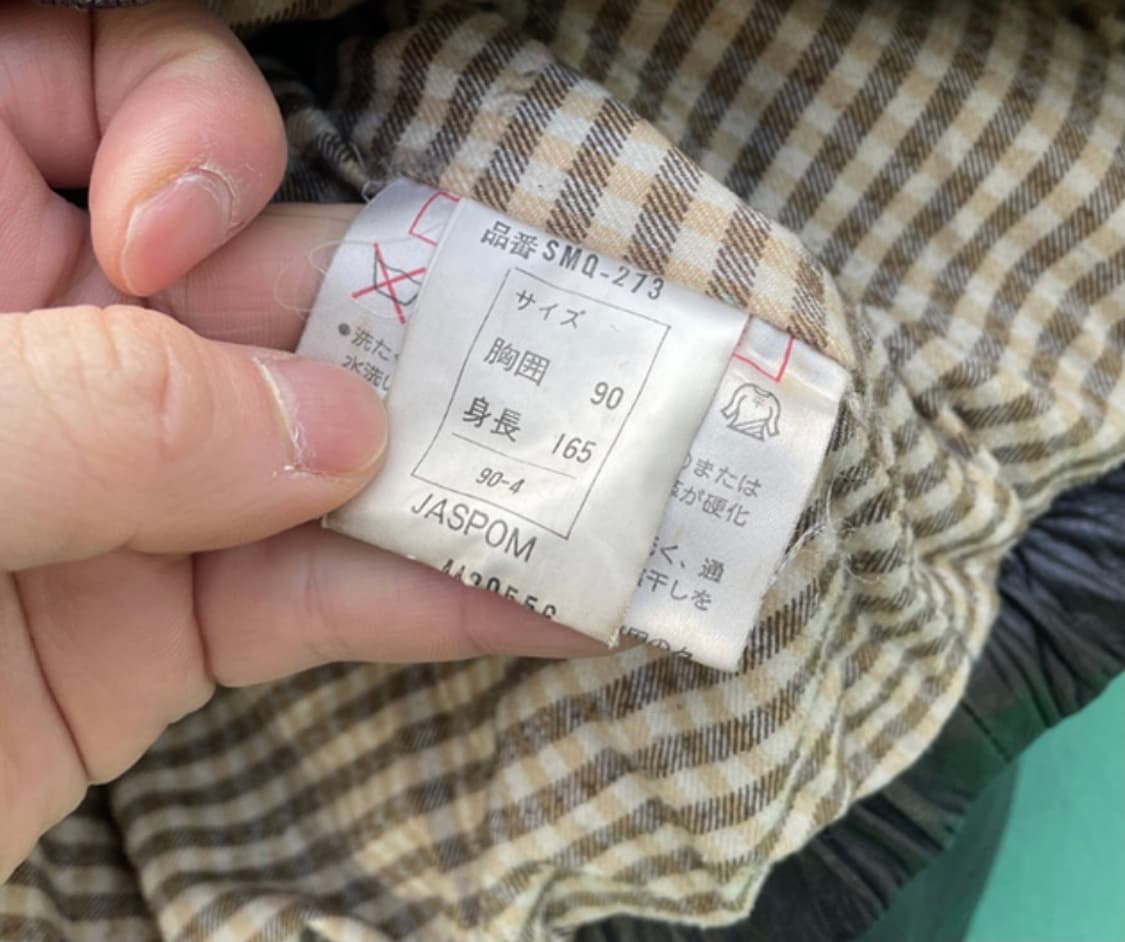 品番 SMQ-273
サイズ
胸囲 90
身長 165
90-4
JASPOM
●洗た
水洗し
または
が硬化
く、通
干しを